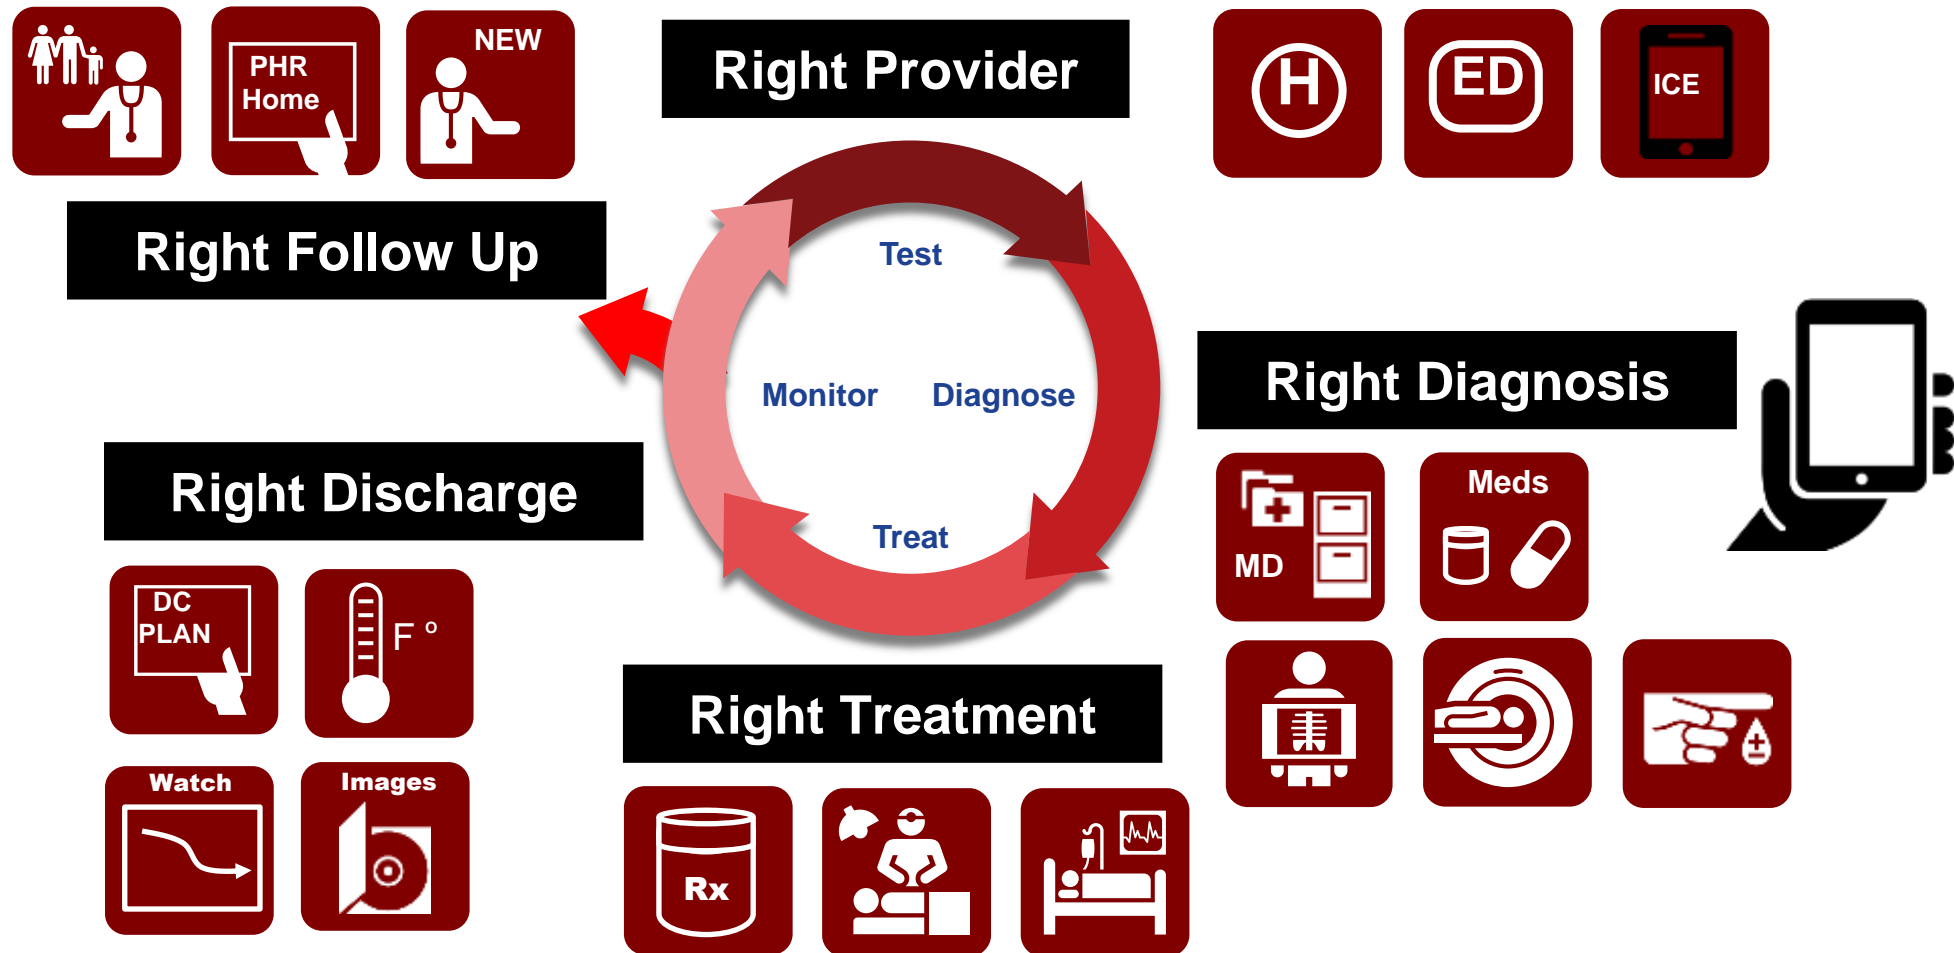 NEW
PHR
Home
Right Provider
H
ED
ICE
Right Follow Up
Test
Monitor
Diagnose
Treat
Right Diagnosis
MD
Meds
Right Discharge
DC
PLAN
F º
Watch
Images
Right Treatment
Rx